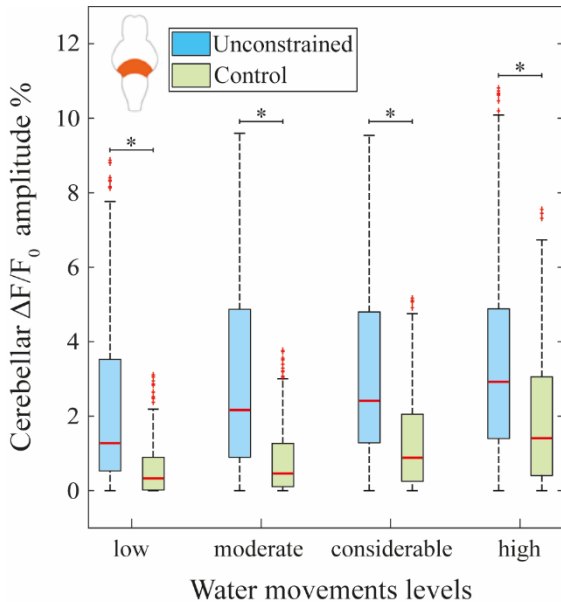 Unconstrained
Control
Cerebellar ΔF/F0 amplitude %
12
10
8
6
4
2
0
*
*
*
*
low
moderate
considerable
high
Water movements levels